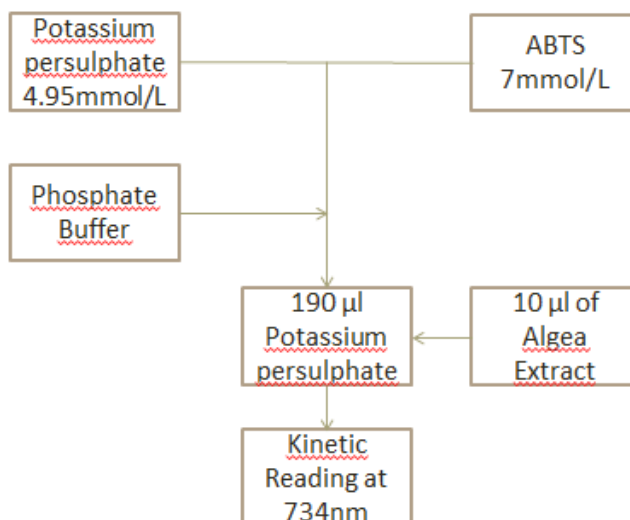 Potassium
persulphate
4.95mmol/L
ABTS
7mmol/L
Phosphate
Buffer
190 µl
Potassium
persulphate
10 µl of
Algea
Extract
Kinetic
Reading at
734nm